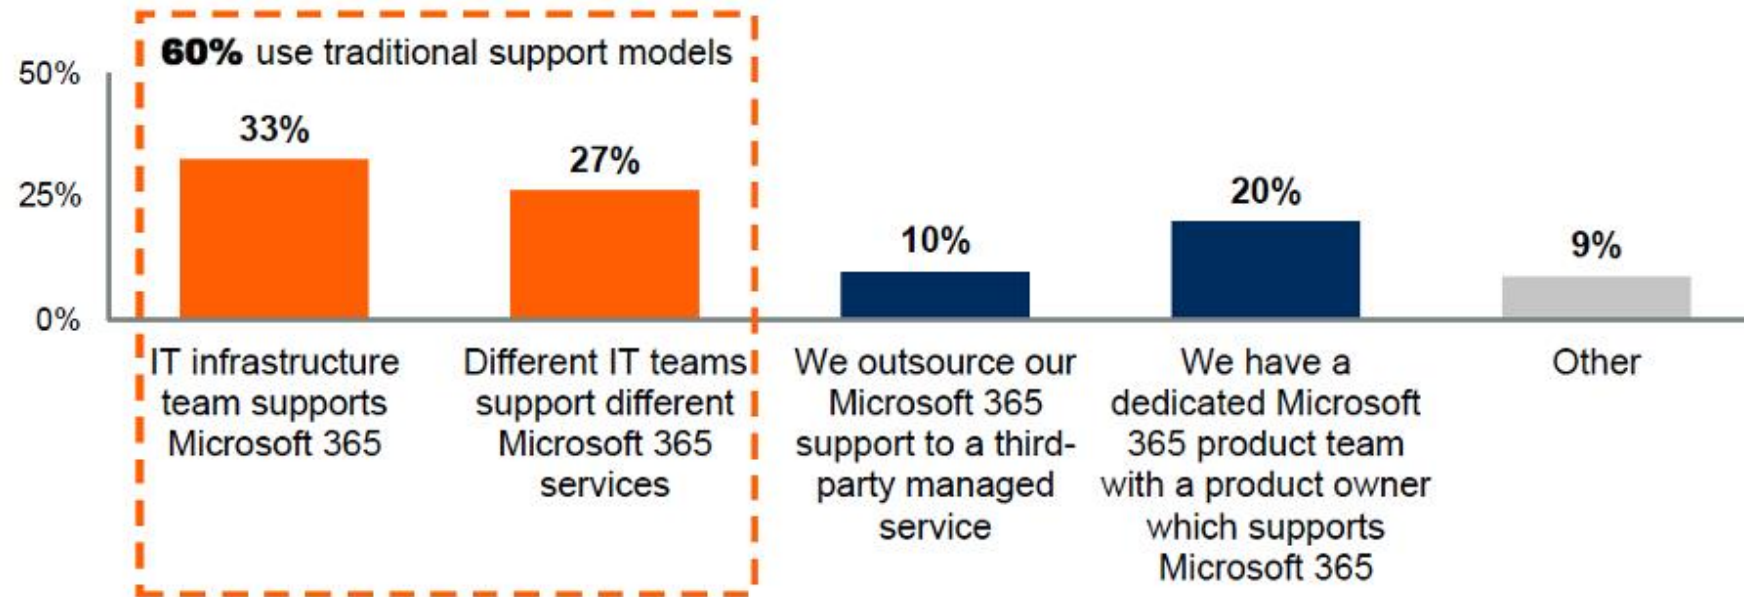 60% use traditional support models
50%
25%
0%
33%
27%
10%
20%
9%
IT infrastructure
team supports
Microsoft 365
Different IT teams
support different
Microsoft 365
services
We outsource our
Microsoft 365
support to a third-
party managed
service
We have a
dedicated Microsoft
365 product team
with a product owner
which supports
Microsoft 365
Other